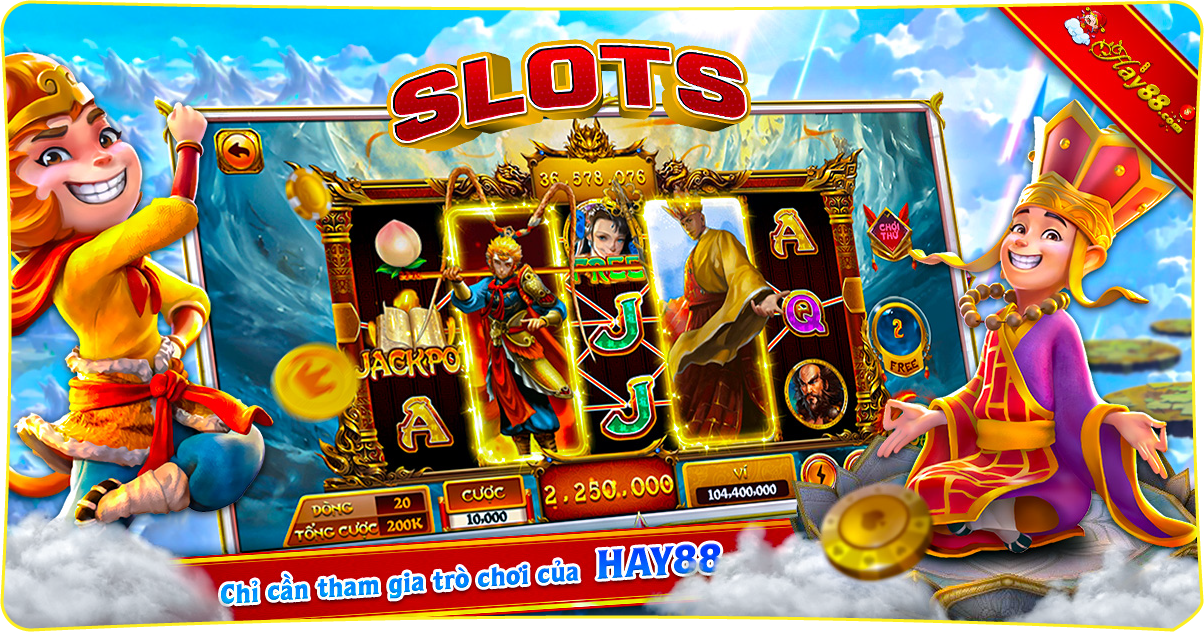 SLOTS
Hay88.com
36,578,076
CHƠI
THỬ
FREE
A
J
Q
JACKPO
2
FREE
A
J
DÒNG 20
TỔNG CƯỢC 200K
CƯỢC
10,000
2,250,000
VÍ
104,400,000
Chỉ cần tham gia trò chơi của HAY88